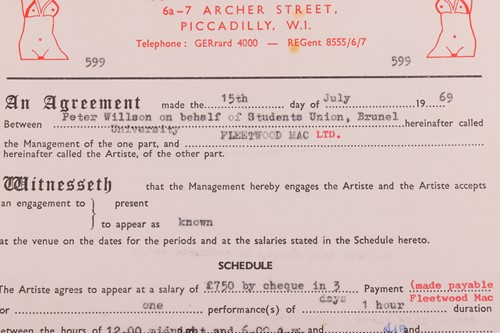 6a-7 ARCHER STREET,
PICCADILLY, W.1.
Telephone : GERrard 4000 — REGent 8555/6/7
599 599
An Agreement made the 15th day of July 19 69
Between Peter Willson on behalf of Students Union, Brunel hereinafter called
University
the Management of the one part, and FLEETWOOD MAC LTD.
hereinafter called the Artiste, of the other part.
Witnesseth that the Management hereby engages the Artiste and the Artiste accepts
an engagement to } present
to appear as known
at the venue on the dates for the periods and at the salaries stated in the Schedule hereto.
SCHEDULE
The Artiste agrees to appear at a salary of £750 by cheque in 3 Payment (made payable
days Fleetwood Mac
or one performance(s) of 1 hour duration
between the hours of 12.00 midnight and 6.00 a.m. and and